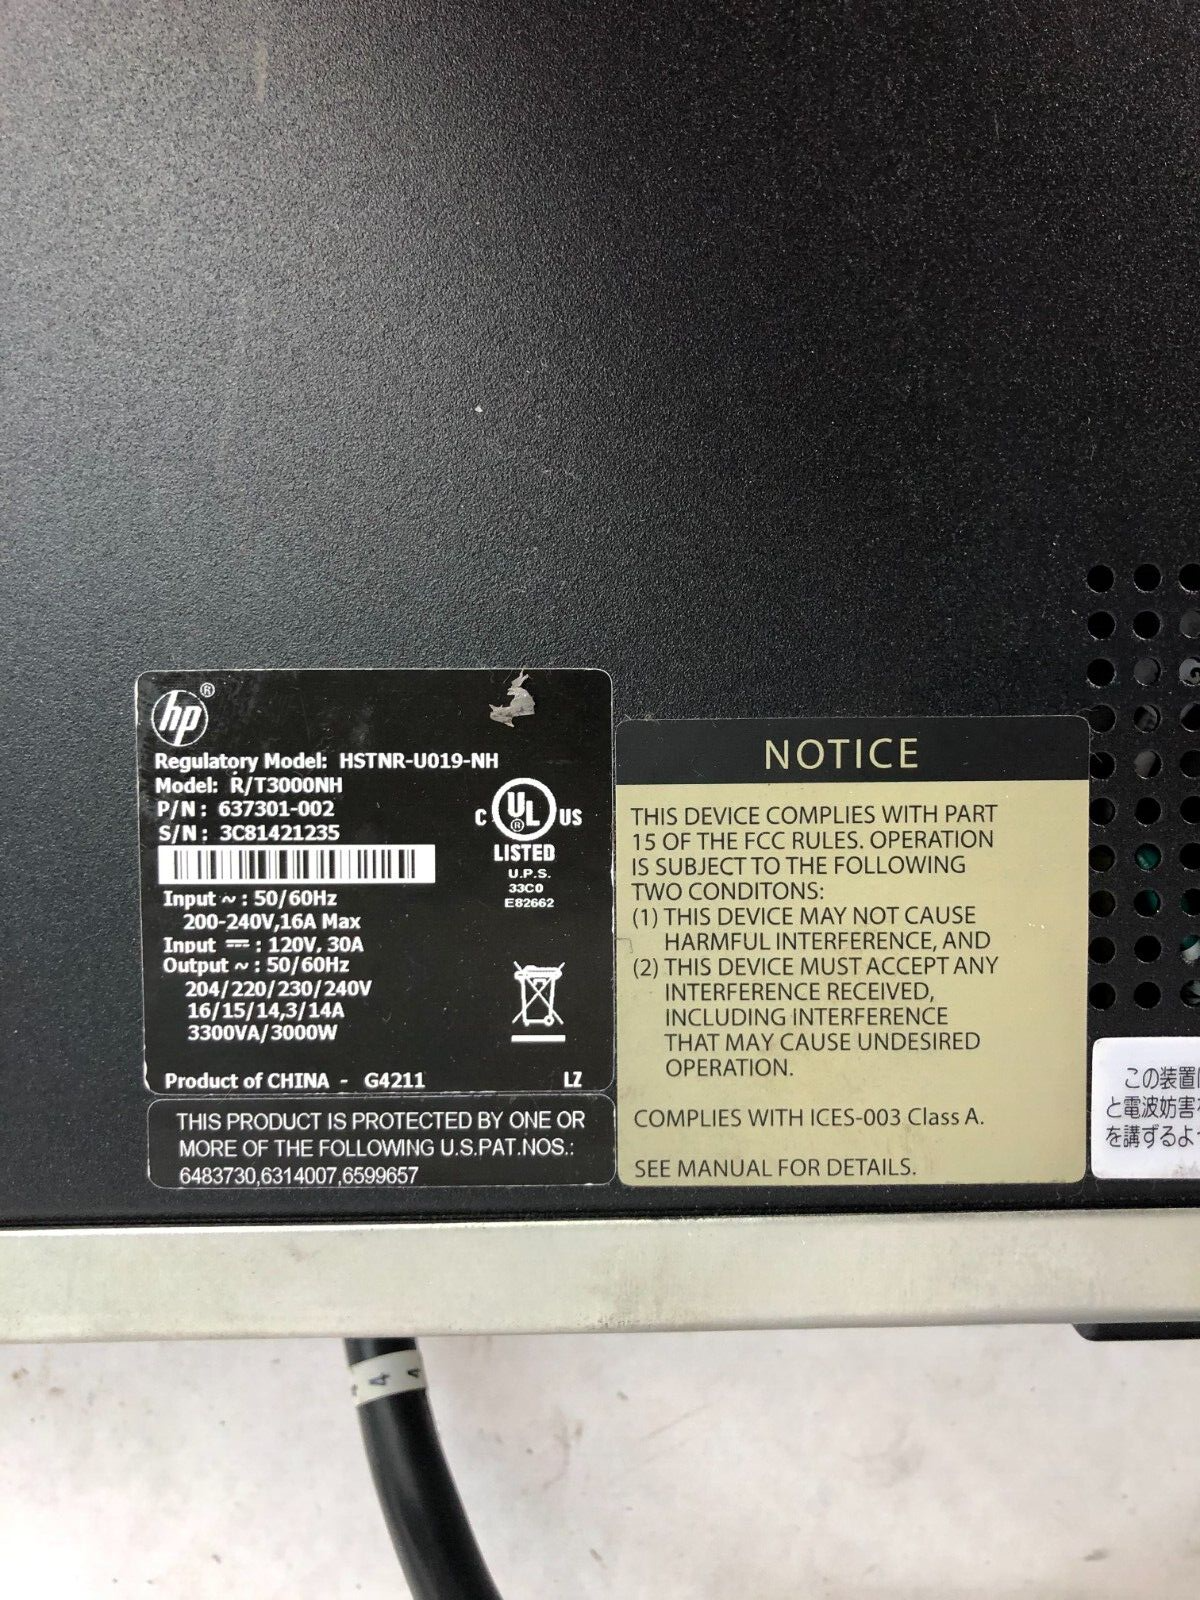 hp®
Regulatory Model: HSTNR-U019-NH
Model: R/T3000NH
P/N: 637301-002
S/N: 3C81421235
C UL® US
LISTED
U.P.S.
33C0
E82662
Input ~ : 50/60Hz
200-240V,16A Max
Input ⎓ : 120V, 30A
Output ~ : 50/60Hz
204/220/230/240V
16/15/14,3/14A
3300VA/3000W
Product of CHINA - G4211 LZ
THIS PRODUCT IS PROTECTED BY ONE OR
MORE OF THE FOLLOWING U.S.PAT.NOS.:
6483730,6314007,6599657
NOTICE
THIS DEVICE COMPLIES WITH PART
15 OF THE FCC RULES. OPERATION
IS SUBJECT TO THE FOLLOWING
TWO CONDITONS:
(1) THIS DEVICE MAY NOT CAUSE
HARMFUL INTERFERENCE, AND
(2) THIS DEVICE MUST ACCEPT ANY
INTERFERENCE RECEIVED,
INCLUDING INTERFERENCE
THAT MAY CAUSE UNDESIRED
OPERATION.
COMPLIES WITH ICES-003 Class A.
SEE MANUAL FOR DETAILS.
この装置
と電波妨害
を講ずるよ
4 4